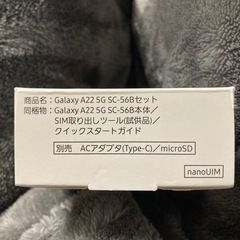 商品名：Galaxy A22 5G SC-56Bセット
同梱物：Galaxy A22 5G SC-56B本体／
SIM取り出しツール(試供品)／
クイックスタートガイド
別売 ACアダプタ(Type-C)／microSD
nanoUIM